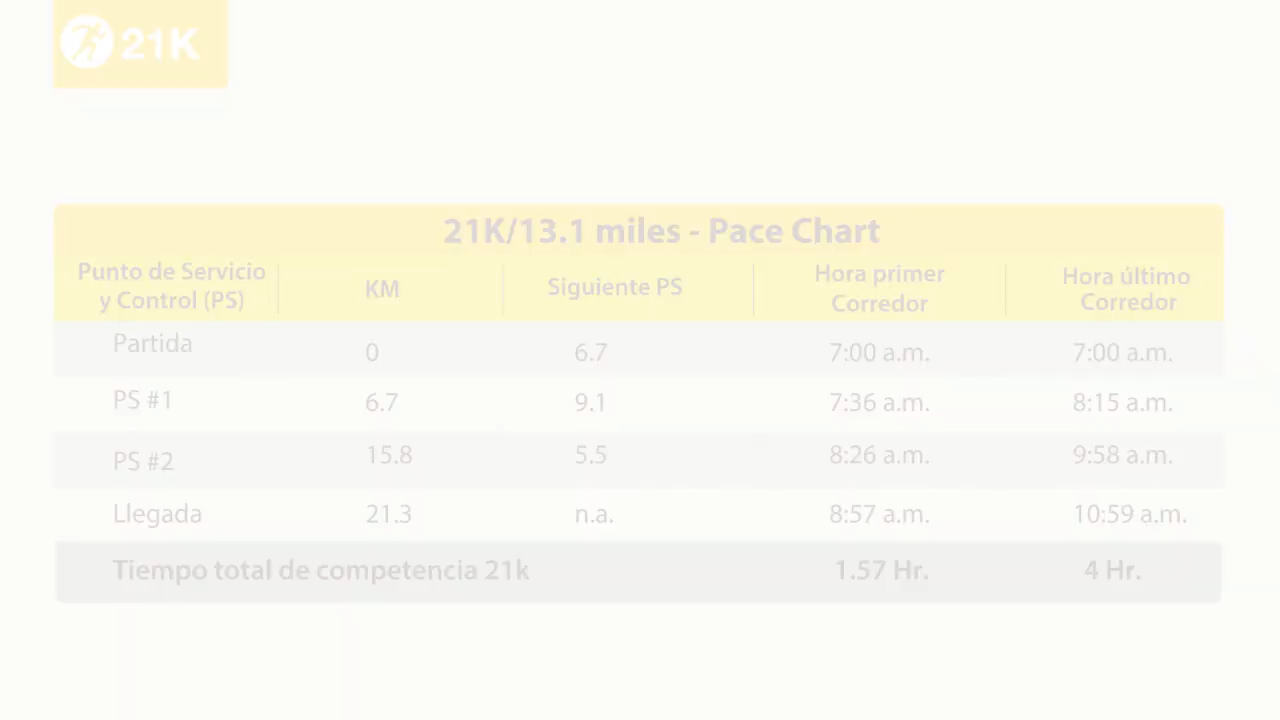 21K
21K/13.1 miles - Pace Chart
Punto de Servicio y Control (PS) KM Siguiente PS Hora primer Corredor Hora último Corredor
Partida 0 6.7 7:00 a.m. 7:00 a.m.
PS #1 6.7 9.1 7:36 a.m. 8:15 a.m.
PS #2 15.8 5.5 8:26 a.m. 9:58 a.m.
Llegada 21.3 n.a. 8:57 a.m. 10:59 a.m.
Tiempo total de competencia 21k 1.57 Hr. 4 Hr.